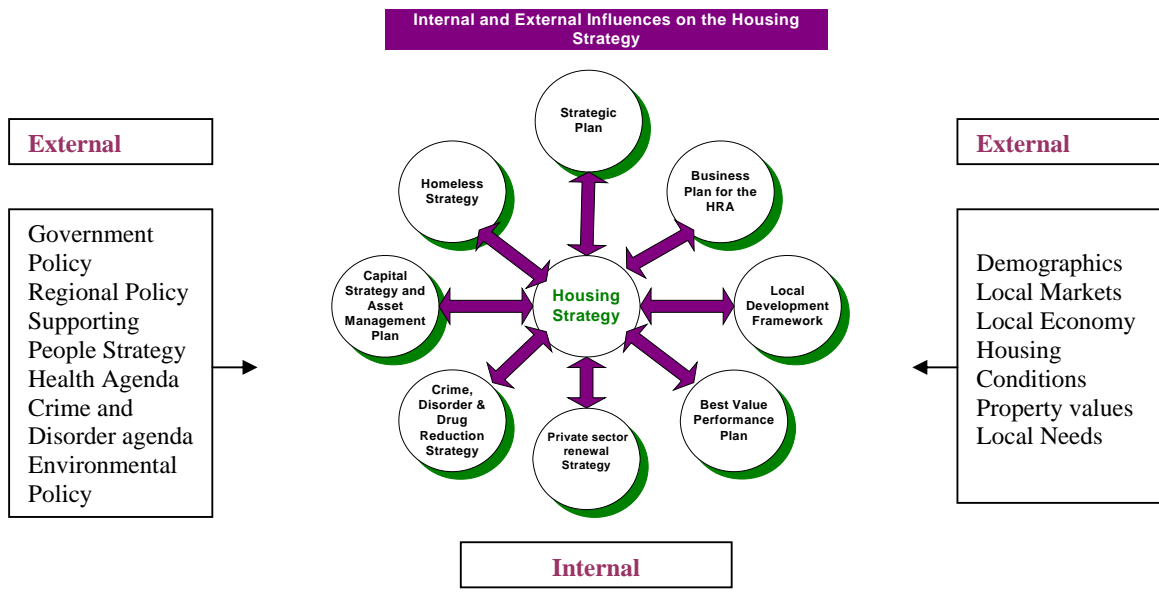 Internal and External Influences on the Housing
Strategy
External
Government
Policy
Regional Policy
Supporting
People Strategy
Health Agenda
Crime and
Disorder agenda
Environmental
Policy
Strategic
Plan
Homeless
Strategy
Business
Plan for the
HRA
Capital
Strategy and
Asset
Management
Plan
Housing
Strategy
Local
Development
Framework
Crime,
Disorder &
Drug
Reduction
Strategy
Private sector
renewal
Strategy
Best Value
Performance
Plan
External
Demographics
Local Markets
Local Economy
Housing
Conditions
Property values
Local Needs
Internal